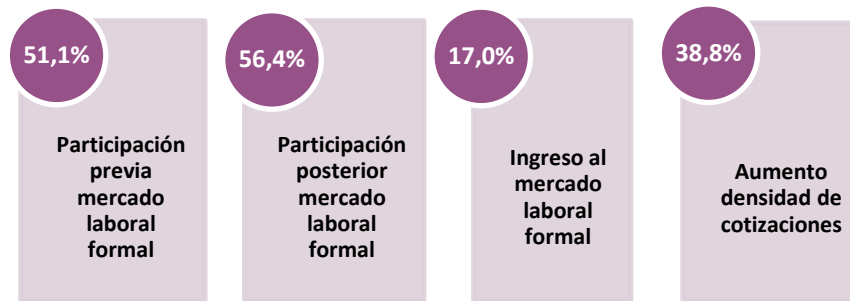 51,1%
Participación
previa
mercado
laboral
formal
56,4%
Participación
posterior
mercado
laboral
formal
17,0%
Ingreso al
mercado
laboral
formal
38,8%
Aumento
densidad de
cotizaciones